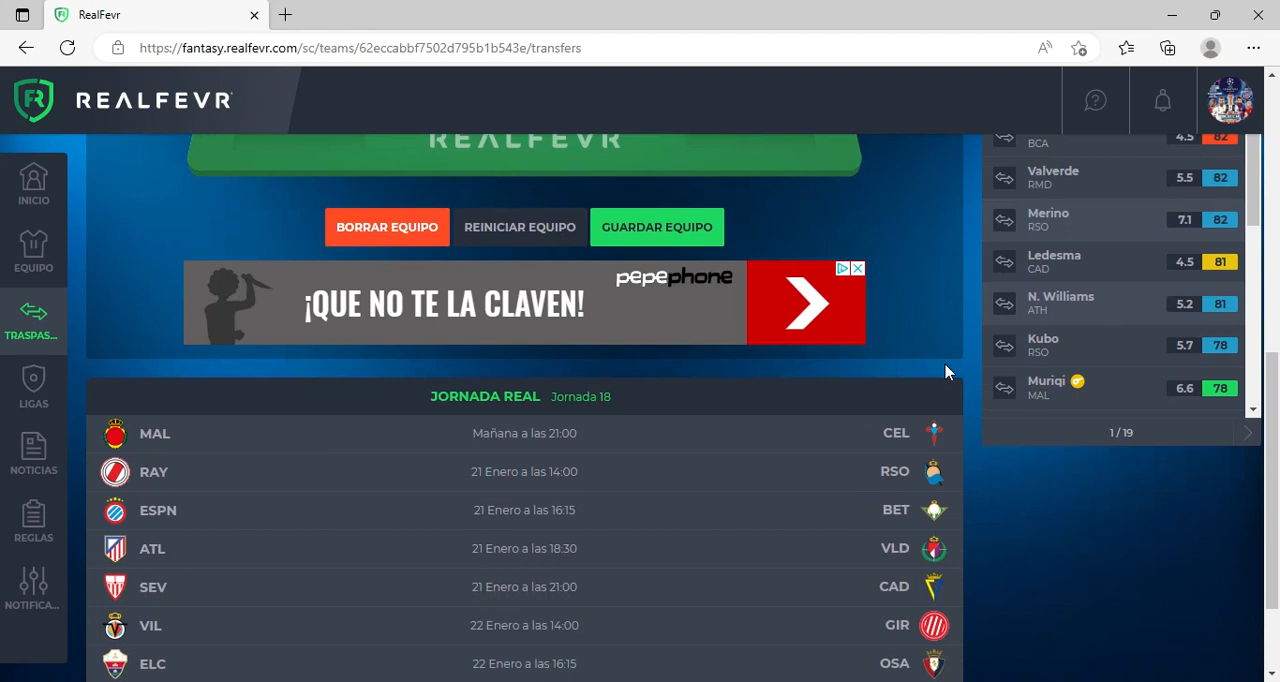 RealFevr
https://fantasy.realfevr.com/sc/teams/62eccabbf7502d795b1b543e/transfers
REALFEVR
INICIO
EQUIPO
TRASPAS...
LIGAS
NOTICIAS
REGLAS
NOTIFICA...
REALFEVR
BORRAR EQUIPO REINICIAR EQUIPO GUARDAR EQUIPO
¡QUE NO TE LA CLAVEN! pepephone
JORNADA REAL Jornada 18
MAL Mañana a las 21:00 CEL
RAY 21 Enero a las 14:00 RSO
ESPN 21 Enero a las 16:15 BET
ATL 21 Enero a las 18:30 VLD
SEV 21 Enero a las 21:00 CAD
VIL 22 Enero a las 14:00 GIR
ELC 22 Enero a las 16:15 OSA
BCA 4.5 82
Valverde 5.5 82
RMD
Merino 7.1 82
RSO
Ledesma 4.5 81
CAD
N. Williams 5.2 81
ATH
Kubo 5.7 78
RSO
Muriqi 6.6 78
MAL
1 / 19